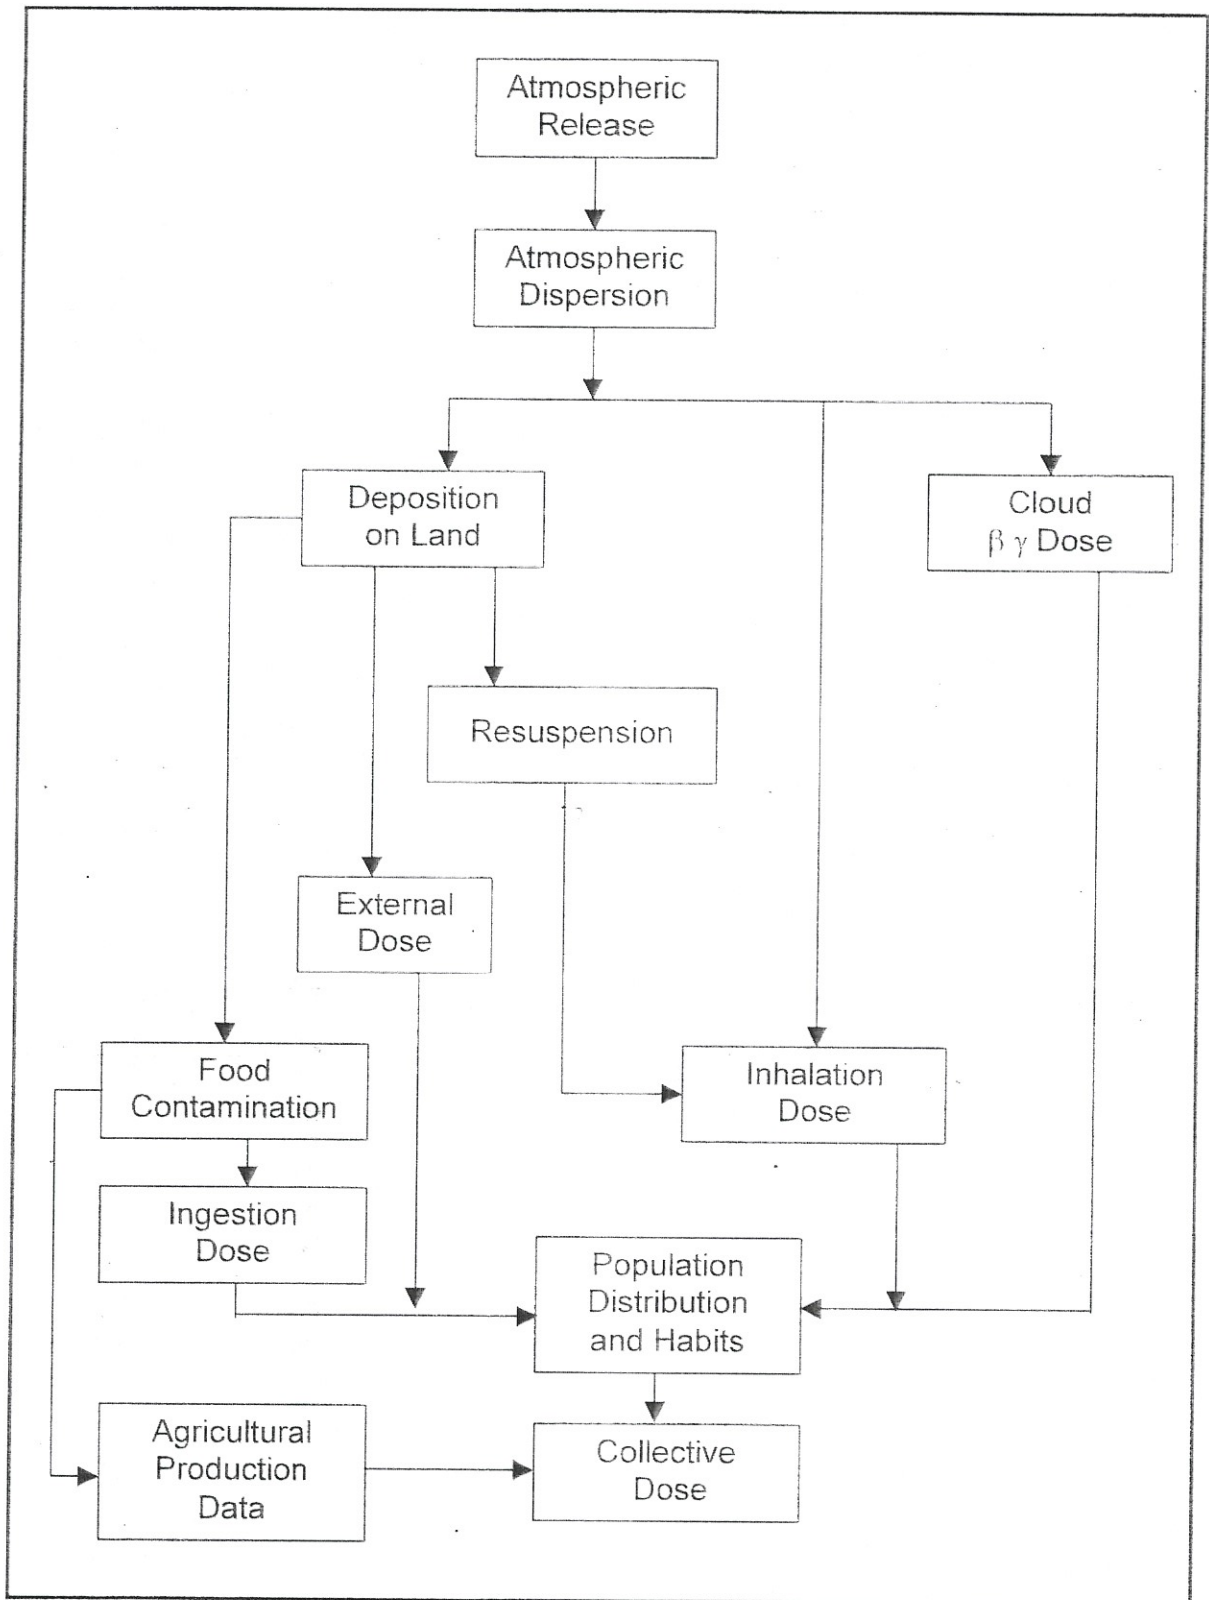 Atmospheric
Release
Atmospheric
Dispersion
Deposition
on Land
Cloud
β γ Dose
Resuspension
External
Dose
Food
Contamination
Inhalation
Dose
Ingestion
Dose
Population
Distribution
and Habits
Agricultural
Production
Data
Collective
Dose